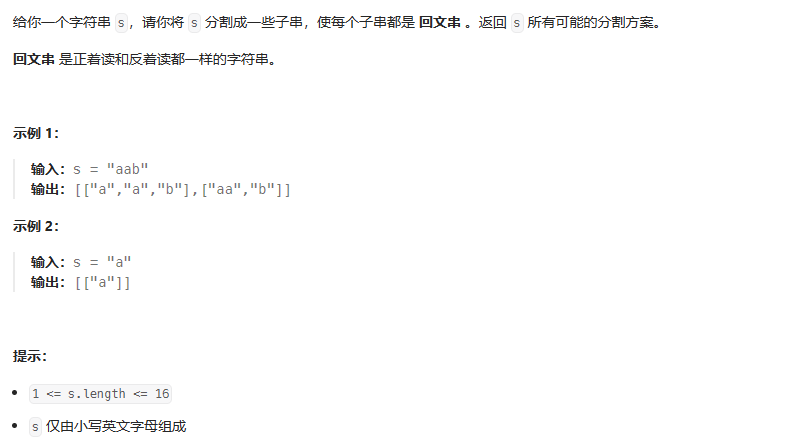 给你一个字符串 s，请你将 s 分割成一些子串，使每个子串都是 回文串 。返回 s 所有可能的分割方案。
回文串 是正着读和反着读都一样的字符串。
示例 1：
输入：s = "aab"
输出：[["a","a","b"],["aa","b"]]
示例 2：
输入：s = "a"
输出：[["a"]]
提示：
• 1 <= s.length <= 16
• s 仅由小写英文字母组成